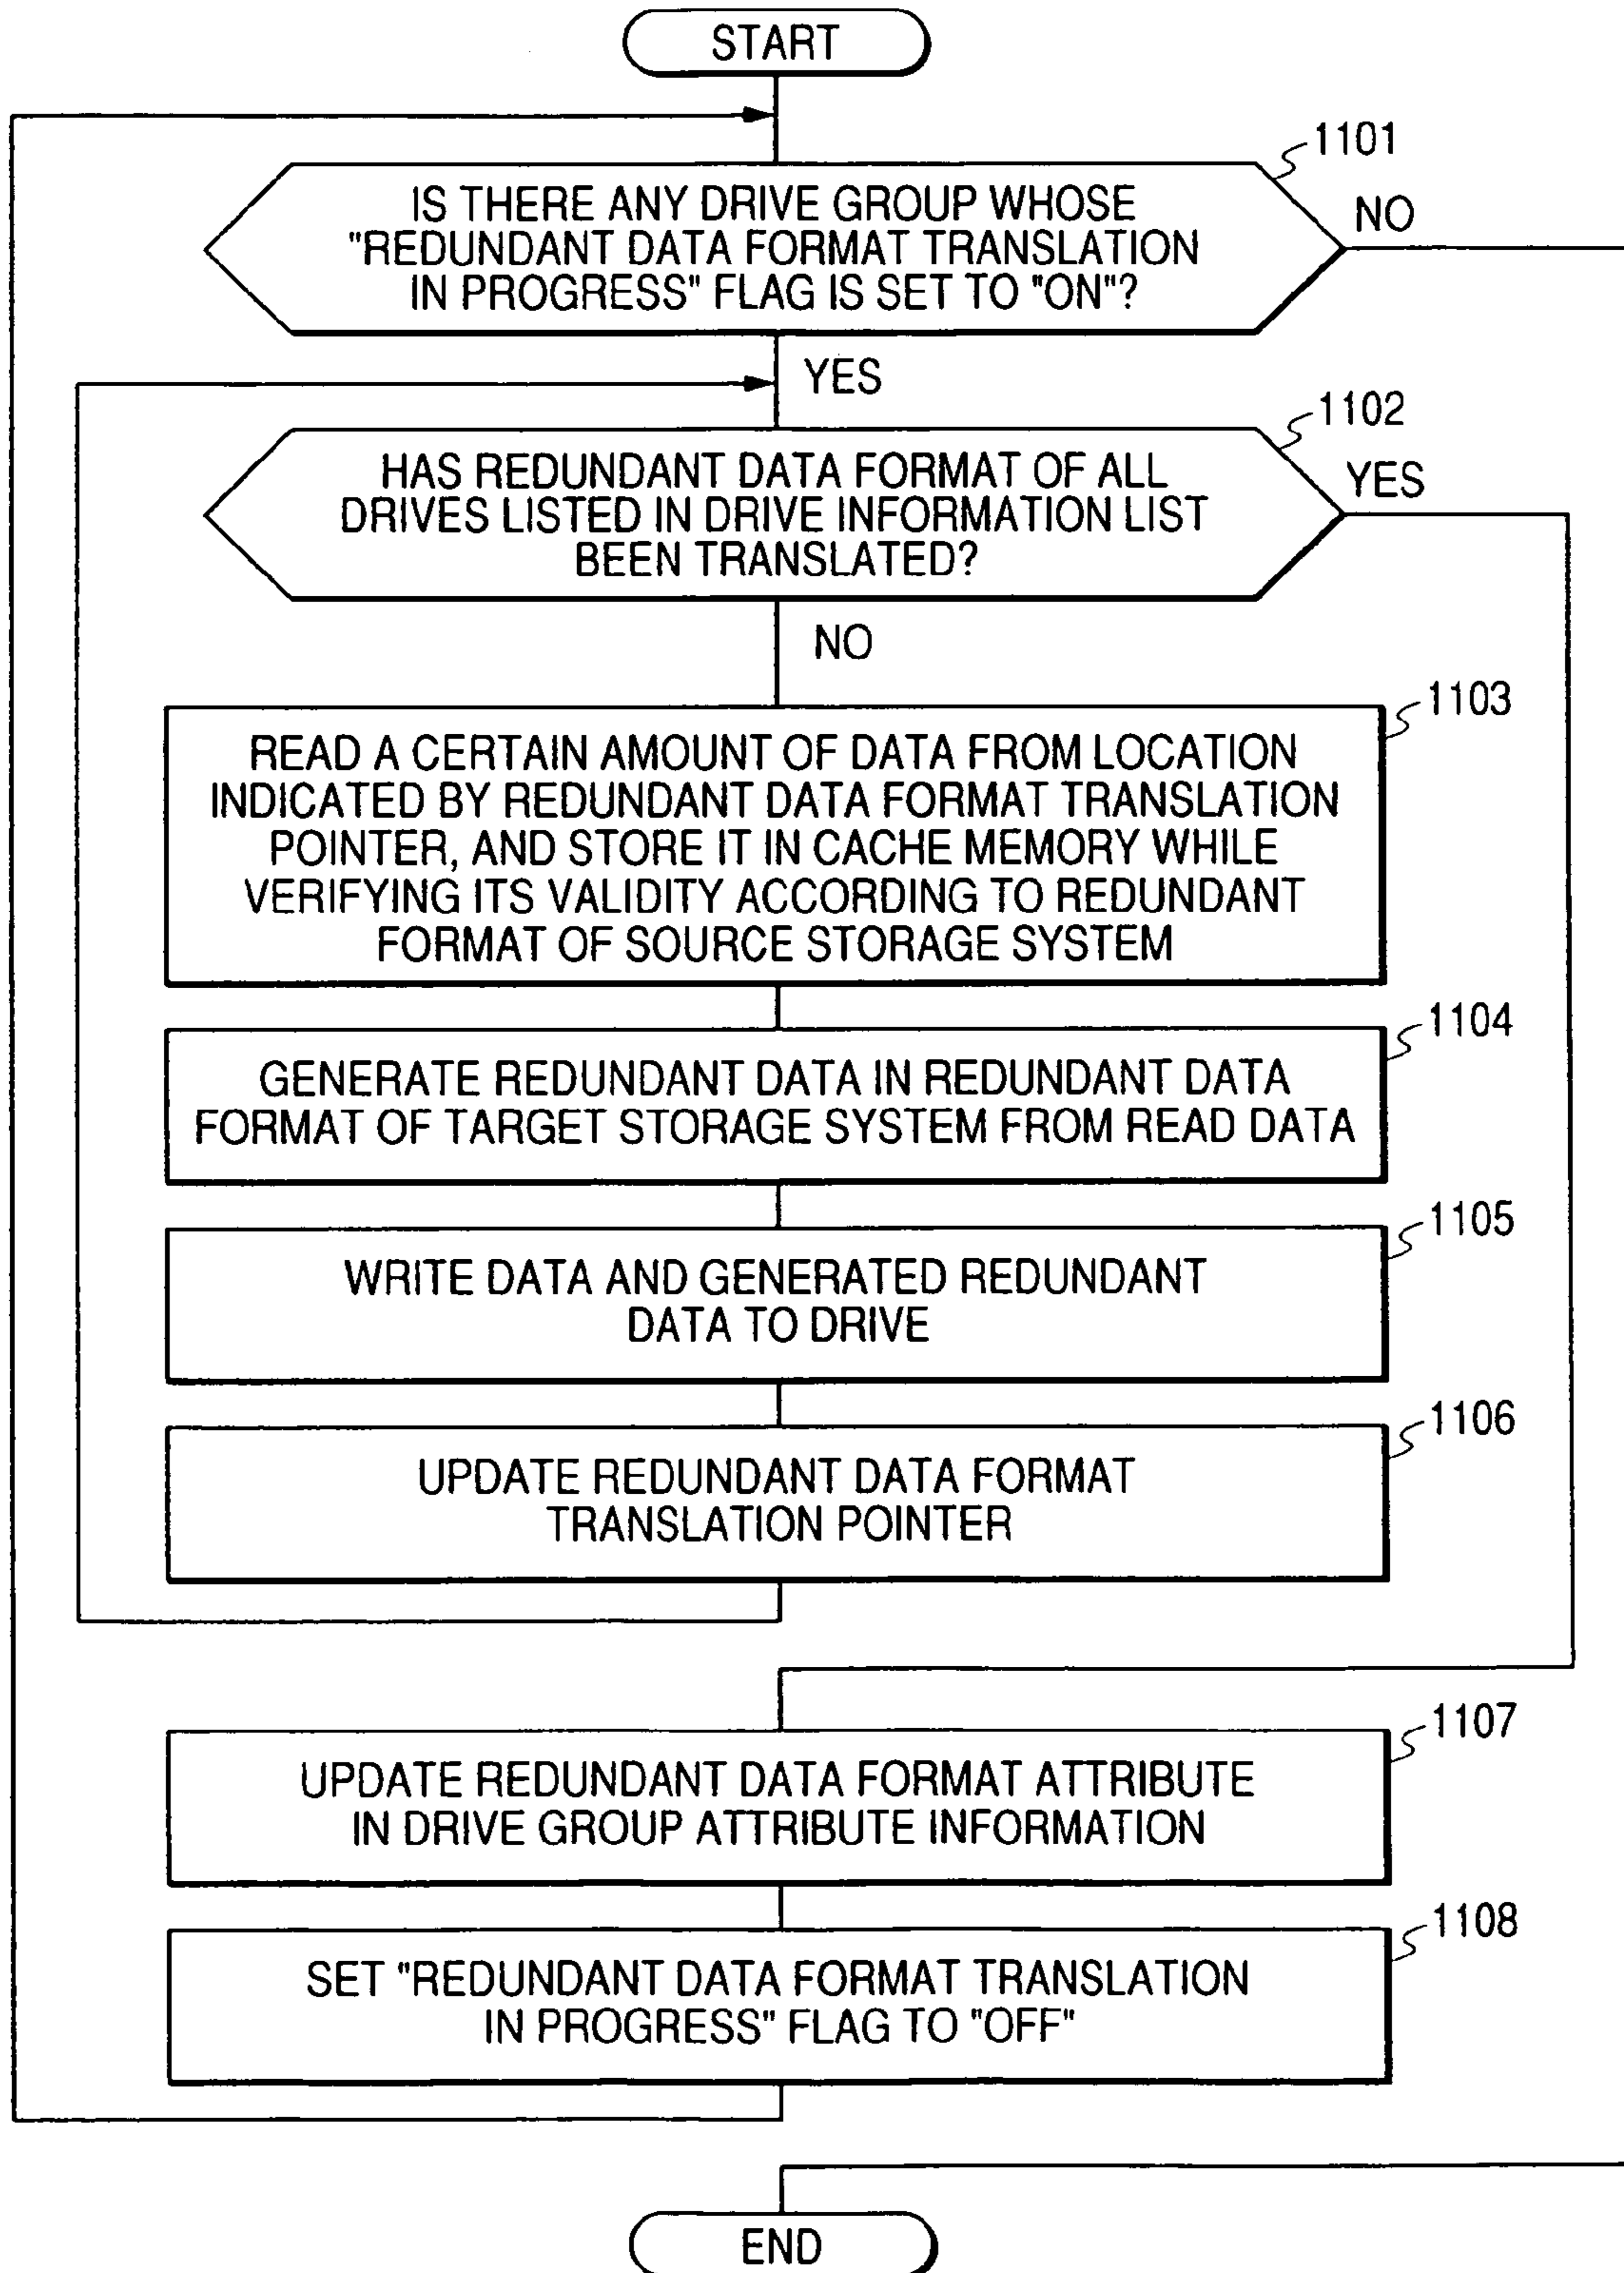 START
1101
IS THERE ANY DRIVE GROUP WHOSE
"REDUNDANT DATA FORMAT TRANSLATION
IN PROGRESS" FLAG IS SET TO "ON"?
NO
YES
1102
HAS REDUNDANT DATA FORMAT OF ALL
DRIVES LISTED IN DRIVE INFORMATION LIST
BEEN TRANSLATED?
YES
NO
1103
READ A CERTAIN AMOUNT OF DATA FROM LOCATION
INDICATED BY REDUNDANT DATA FORMAT TRANSLATION
POINTER, AND STORE IT IN CACHE MEMORY WHILE
VERIFYING ITS VALIDITY ACCORDING TO REDUNDANT
FORMAT OF SOURCE STORAGE SYSTEM
1104
GENERATE REDUNDANT DATA IN REDUNDANT DATA
FORMAT OF TARGET STORAGE SYSTEM FROM READ DATA
1105
WRITE DATA AND GENERATED REDUNDANT
DATA TO DRIVE
1106
UPDATE REDUNDANT DATA FORMAT
TRANSLATION POINTER
1107
UPDATE REDUNDANT DATA FORMAT ATTRIBUTE
IN DRIVE GROUP ATTRIBUTE INFORMATION
1108
SET "REDUNDANT DATA FORMAT TRANSLATION
IN PROGRESS" FLAG TO "OFF"
END